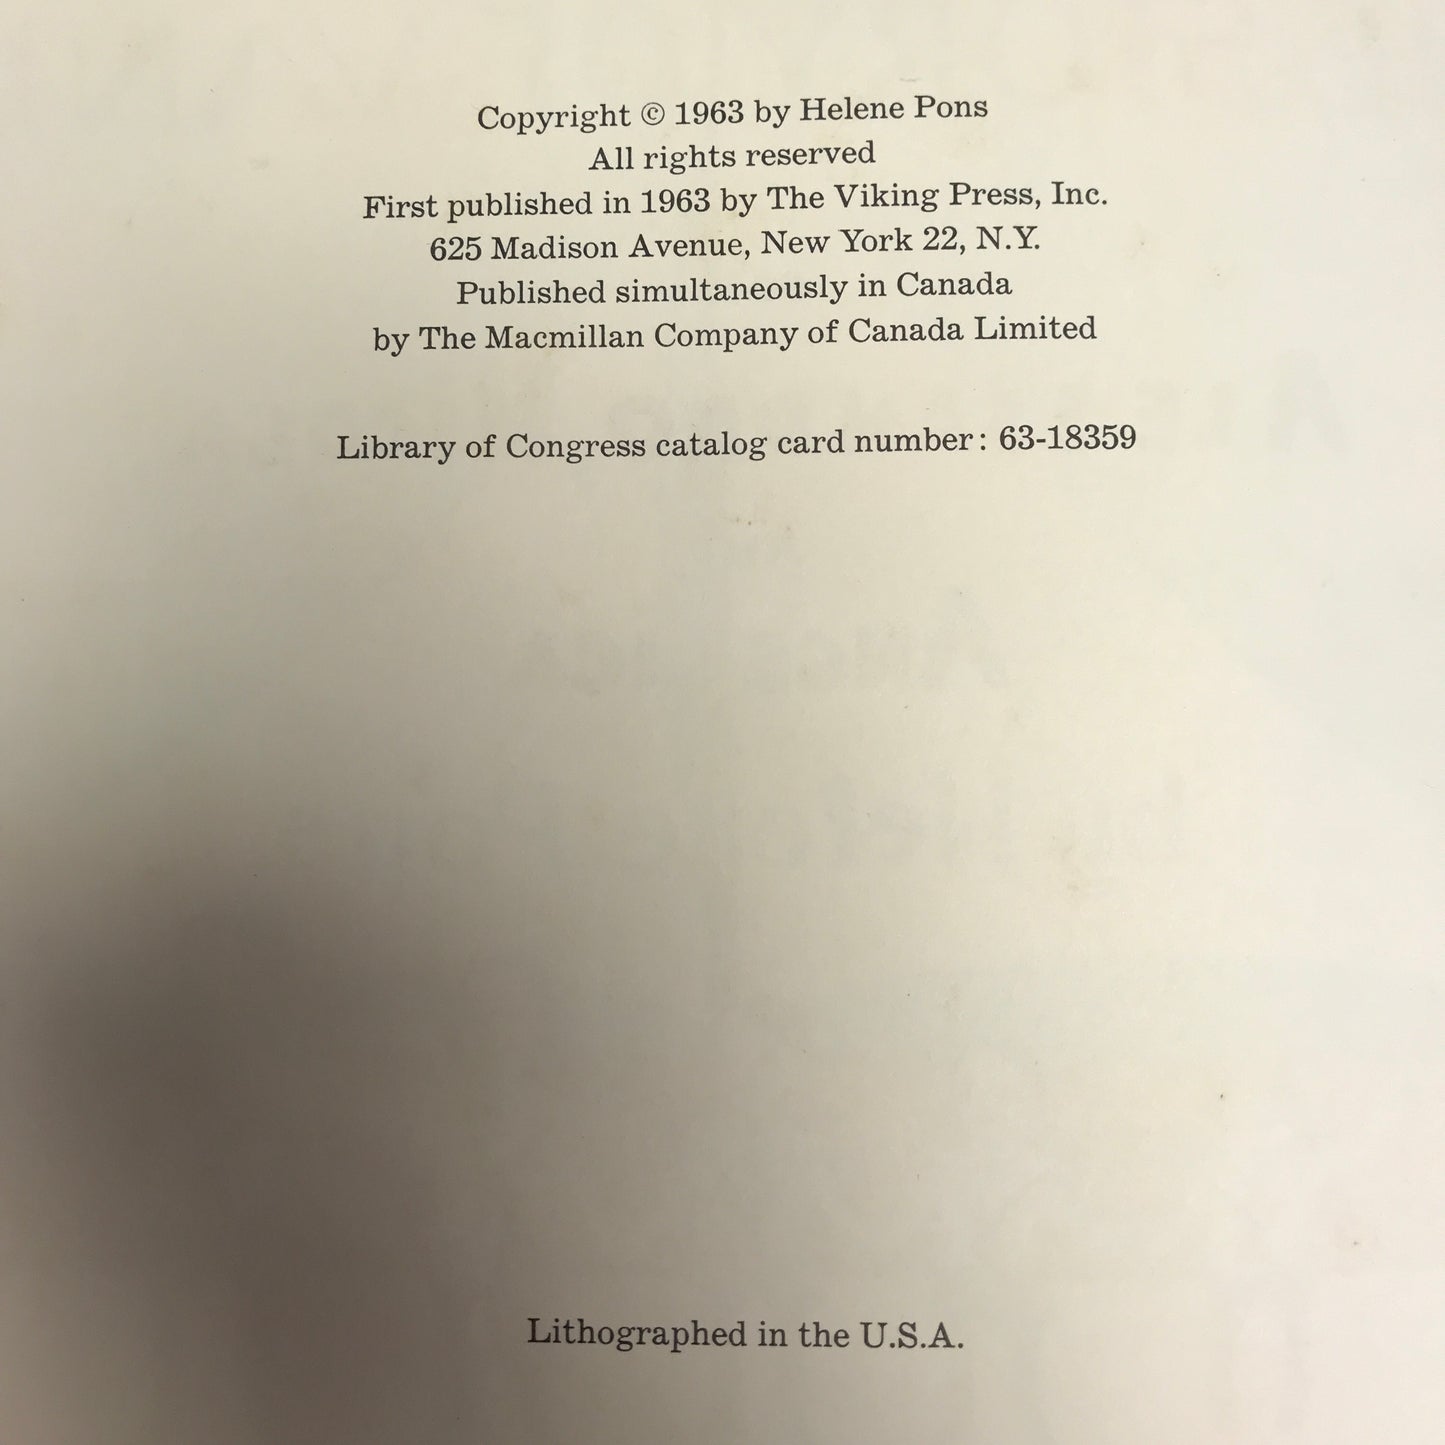 Copyright © 1963 by Helene Pons
All rights reserved
First published in 1963 by The Viking Press, Inc.
625 Madison Avenue, New York 22, N.Y.
Published simultaneously in Canada
by The Macmillan Company of Canada Limited
Library of Congress catalog card number: 63-18359
Lithographed in the U.S.A.